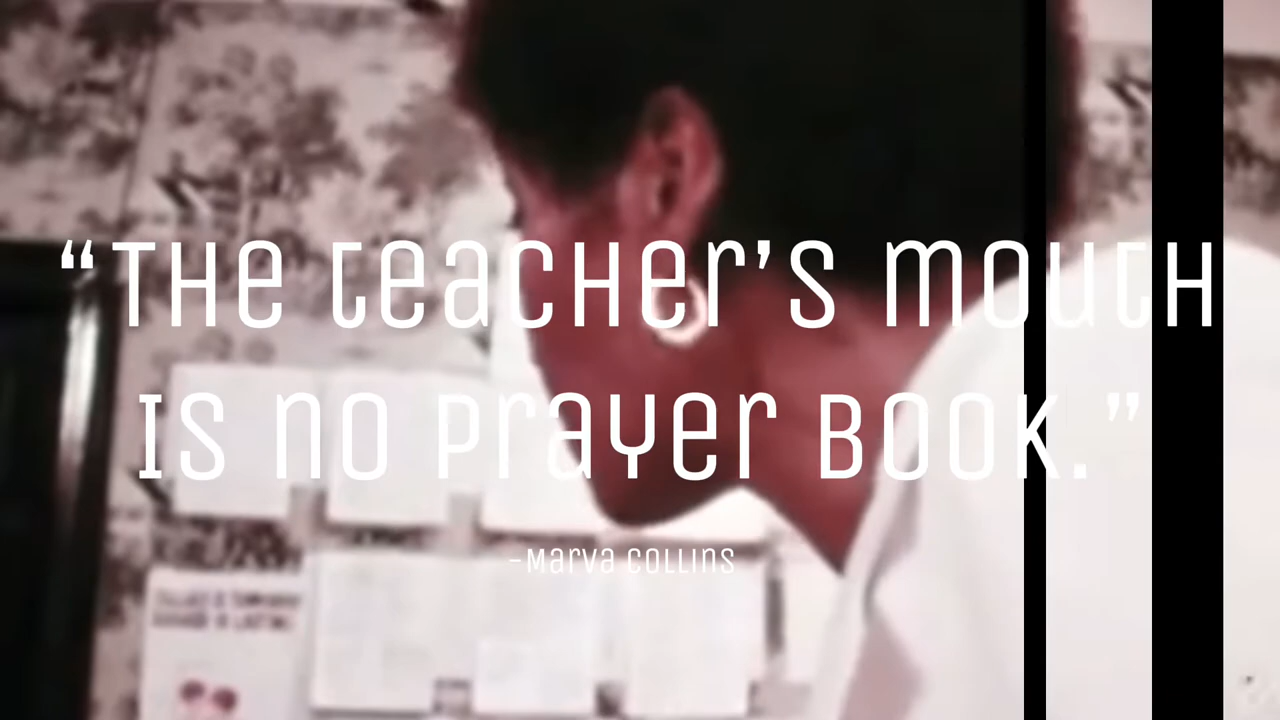 “The teacher’s mouth
is no prayer book.”
-Marva Collins